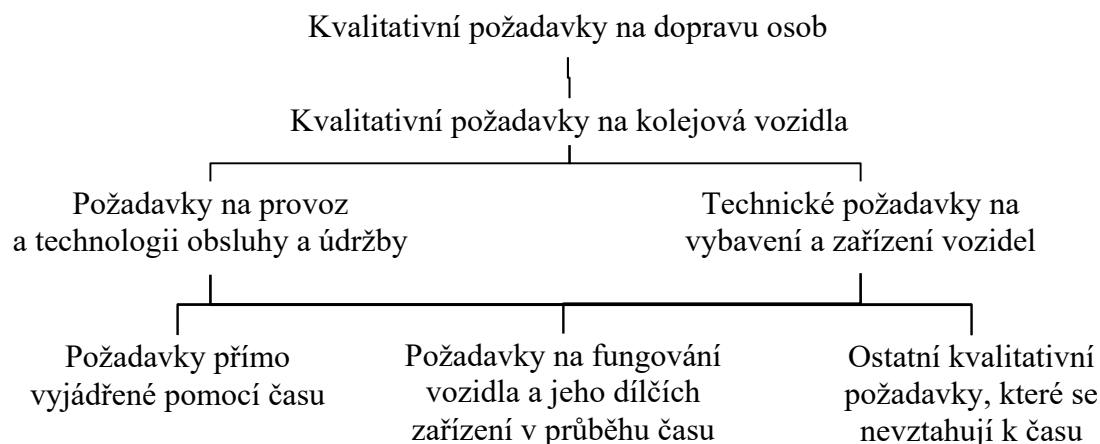 Kvalitativní požadavky na dopravu osob
Kvalitativní požadavky na kolejová vozidla
Požadavky na provoz
a technologii obsluhy a údržby
Technické požadavky na
vybavení a zařízení vozidel
Požadavky přímo
vyjádřené pomocí času
Požadavky na fungování
vozidla a jeho dílčích
zařízení v průběhu času
Ostatní kvalitativní
požadavky, které se
nevztahují k času